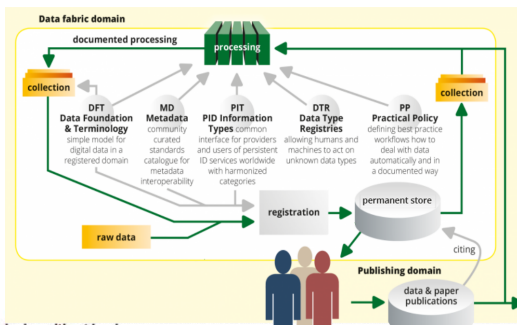 Data fabric domain
documented processing
processing
collection
collection
DFT
Data Foundation
& Terminology
simple model for
digital data in a
registered domain
MD
Metadata
community
curated
standards
catalogue for
metadata
interoperability
PIT
PID Information
Types common
interface for providers
and users of persistent
ID services worldwide
with harmonized
categories
DTR
Data Type
Registries
allowing humans and
machines to act on
unknown data types
PP
Practical Policy
defining best practice
workflows how to
deal with data
automatically and in
a documented way
registration
permanent store
raw data
citing
Publishing domain
data & paper
publications